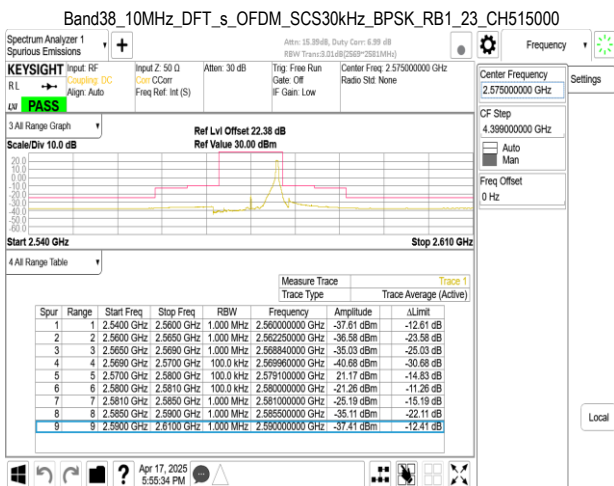 Band38_10MHz_DFT_s_OFDM_SCS30kHz_BPSK_RB1_23_CH515000
Spectrum Analyzer 1
Spurious Emissions
Attn: 15.39dB, Duty Corr: 6.99 dB
RBW Trans:3.01dB(2569~2581MHz)
Frequency
KEYSIGHT
RL
LXI
PASS
Input: RF
Coupling: DC
Align: Auto
Input Z: 50 Ω
Corr CCorr
Freq Ref: Int (S)
Atten: 30 dB
Trig: Free Run
Gate: Off
IF Gain: Low
Center Freq: 2.575000000 GHz
Radio Std: None
Center Frequency
2.575000000 GHz
Settings
CF Step
4.399000000 GHz
Auto
Man
Freq Offset
0 Hz
3 All Range Graph
Scale/Div 10.0 dB
Ref Lvl Offset 22.38 dB
Ref Value 30.00 dBm
20.0
10.0
0.00
-10.0
-20.0
-30.0
-40.0
-50.0
-60.0
Start 2.540 GHz
Stop 2.610 GHz
4 All Range Table
Measure Trace Trace 1
Trace Type Trace Average (Active)
Spur Range Start Freq Stop Freq RBW Frequency Amplitude ΔLimit
1 1 2.5400 GHz 2.5600 GHz 1.000 MHz 2.560000000 GHz -37.61 dBm -12.61 dB
2 2 2.5600 GHz 2.5650 GHz 1.000 MHz 2.562250000 GHz -36.58 dBm -23.58 dB
3 3 2.5650 GHz 2.5690 GHz 1.000 MHz 2.568840000 GHz -35.03 dBm -25.03 dB
4 4 2.5690 GHz 2.5700 GHz 100.0 kHz 2.569960000 GHz -40.68 dBm -30.68 dB
5 5 2.5700 GHz 2.5800 GHz 100.0 kHz 2.579100000 GHz 21.17 dBm -14.83 dB
6 6 2.5800 GHz 2.5810 GHz 100.0 kHz 2.580000000 GHz -21.26 dBm -11.26 dB
7 7 2.5810 GHz 2.5850 GHz 1.000 MHz 2.581000000 GHz -25.19 dBm -15.19 dB
8 8 2.5850 GHz 2.5900 GHz 1.000 MHz 2.585500000 GHz -35.11 dBm -22.11 dB
9 9 2.5900 GHz 2.6100 GHz 1.000 MHz 2.590000000 GHz -37.41 dBm -12.41 dB
Local
?
Apr 17, 2025
5:55:34 PM